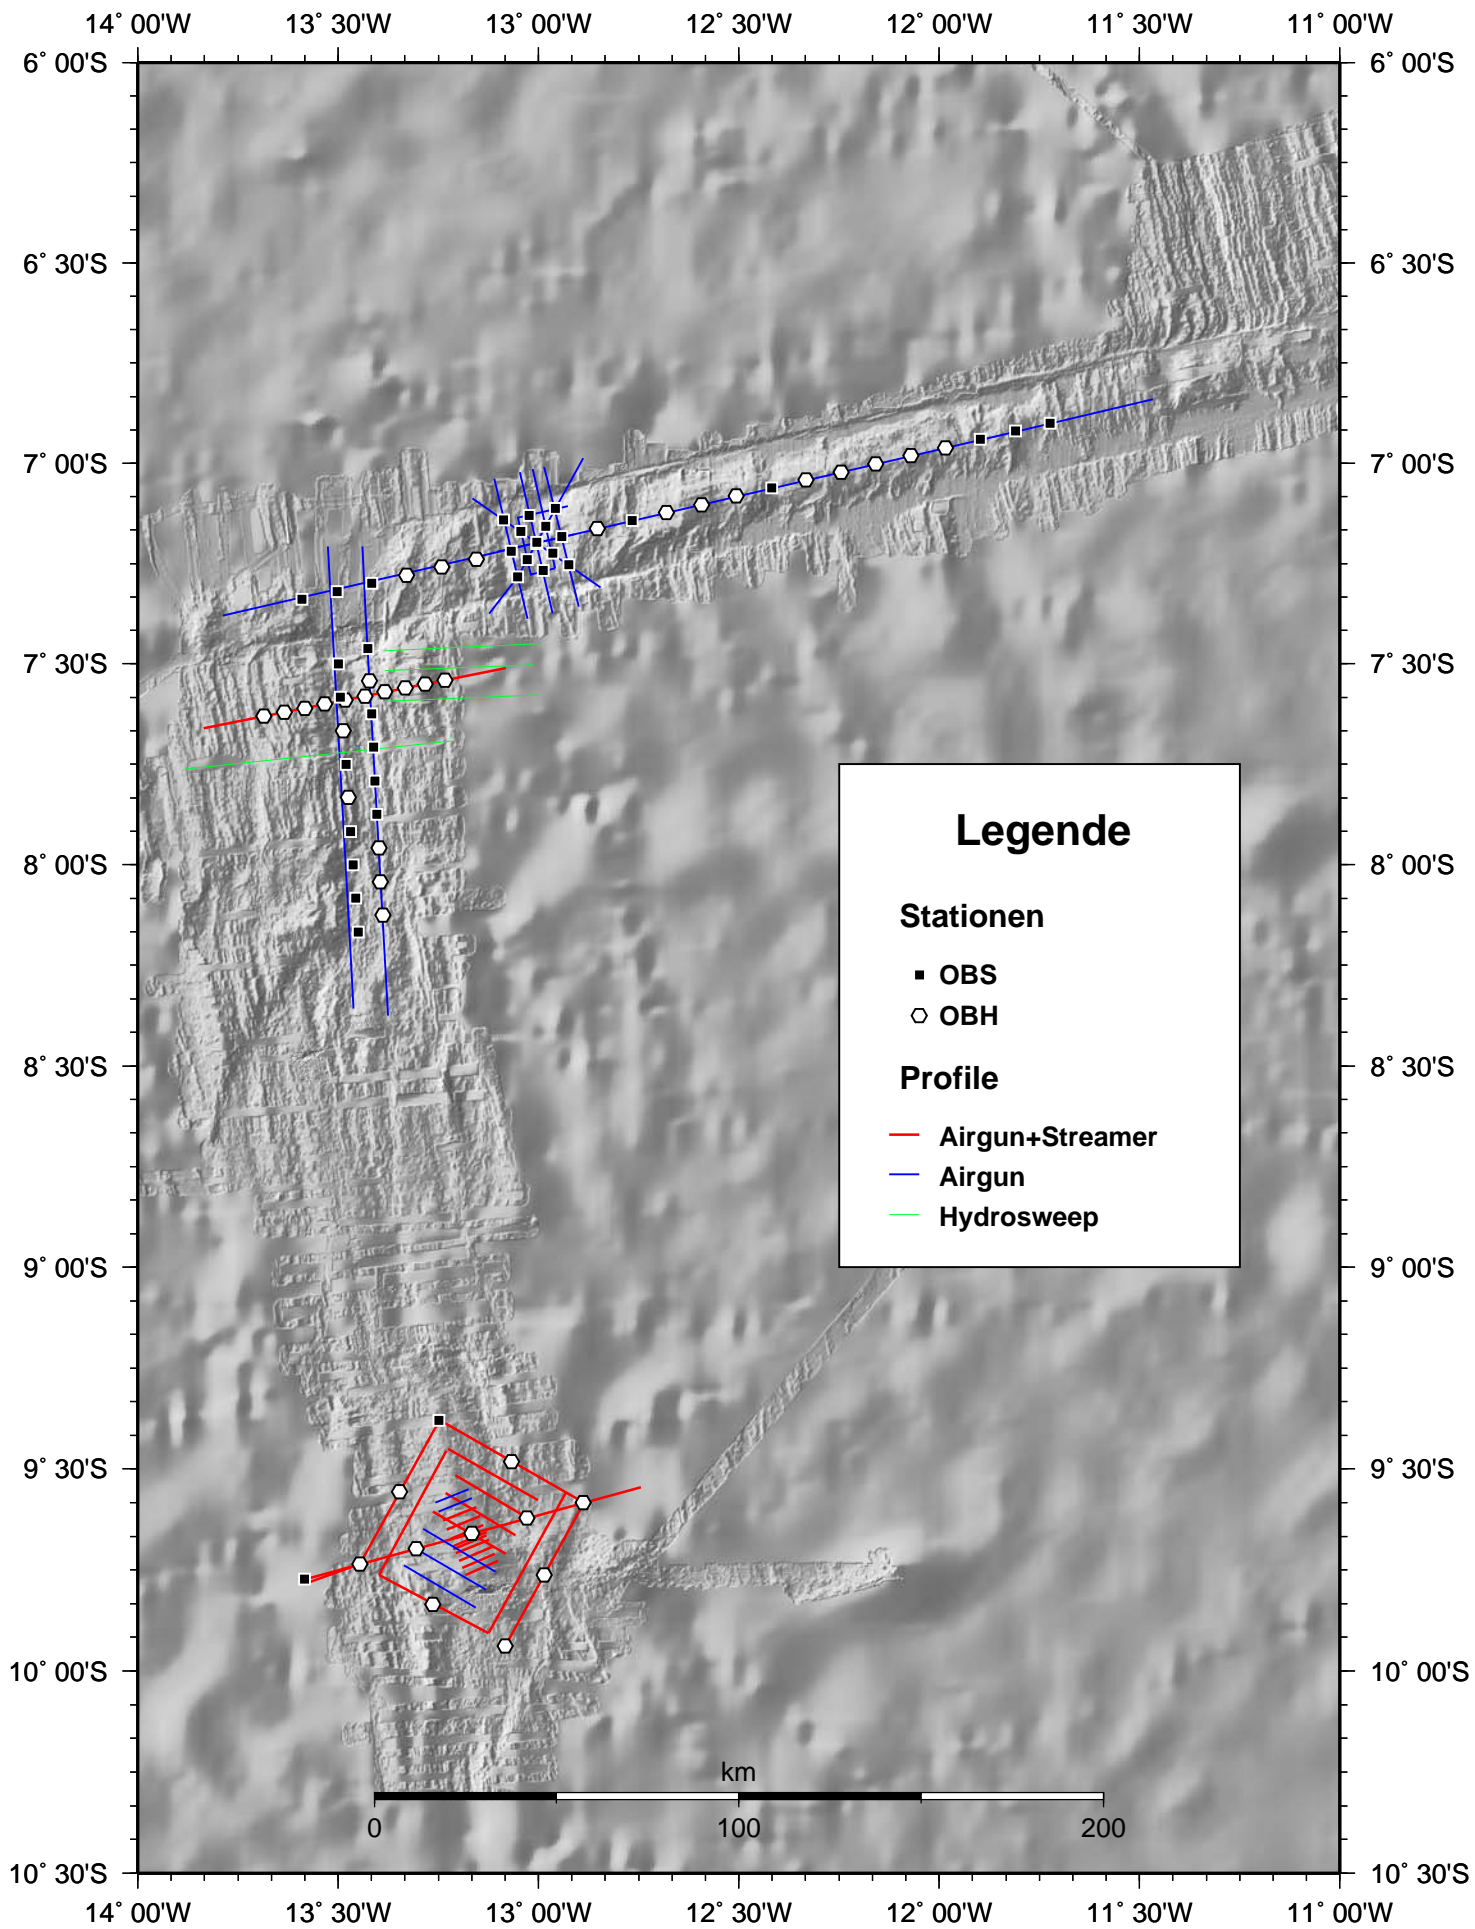 14° 00'W 13° 30'W 13° 00'W 12° 30'W 12° 00'W 11° 30'W 11° 00'W
6° 00'S 6° 00'S
6° 30'S 6° 30'S
7° 00'S 7° 00'S
7° 30'S 7° 30'S
Legende
8° 00'S 8° 00'S
Stationen
OBS
OBH
8° 30'S 8° 30'S
Profile
Airgun+Streamer
Airgun
Hydrosweep
9° 00'S 9° 00'S
9° 30'S 9° 30'S
10° 00'S 10° 00'S
km
0 100 200
10° 30'S 10° 30'S
14° 00'W 13° 30'W 13° 00'W 12° 30'W 12° 00'W 11° 30'W 11° 00'W